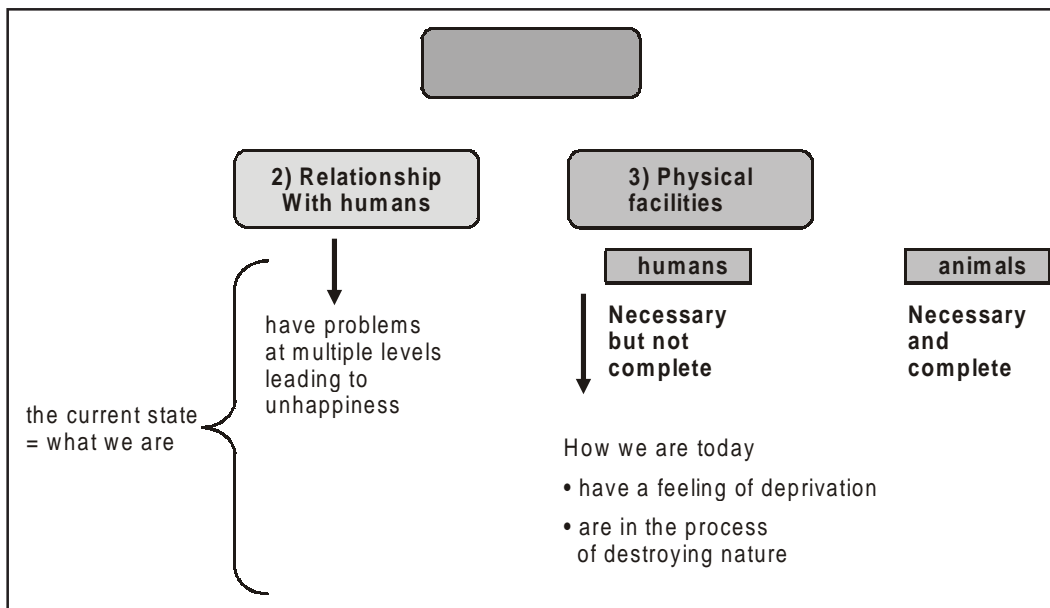 2) Relationship
With humans
3) Physical
facilities
humans
animals
have problems
at multiple levels
leading to
unhappiness
Necessary
but not
complete
Necessary
and
complete
the current state
= what we are
How we are today
• have a feeling of deprivation
• are in the process
of destroying nature